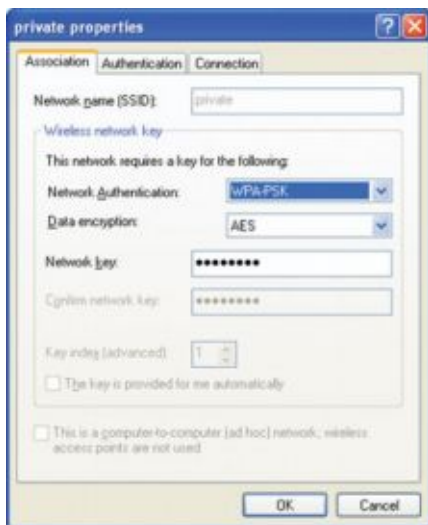 private properties
Association Authentication Connection
Network name (SSID): private
Wireless network key
This network requires a key for the following:
Network Authentication: WPA-PSK
Data encryption: AES
Network key: ••••••••
Confirm network key: ••••••••
Key index (advanced): 1
The key is provided for me automatically
This is a computer-to-computer (ad hoc) network; wireless
access points are not used
OK Cancel